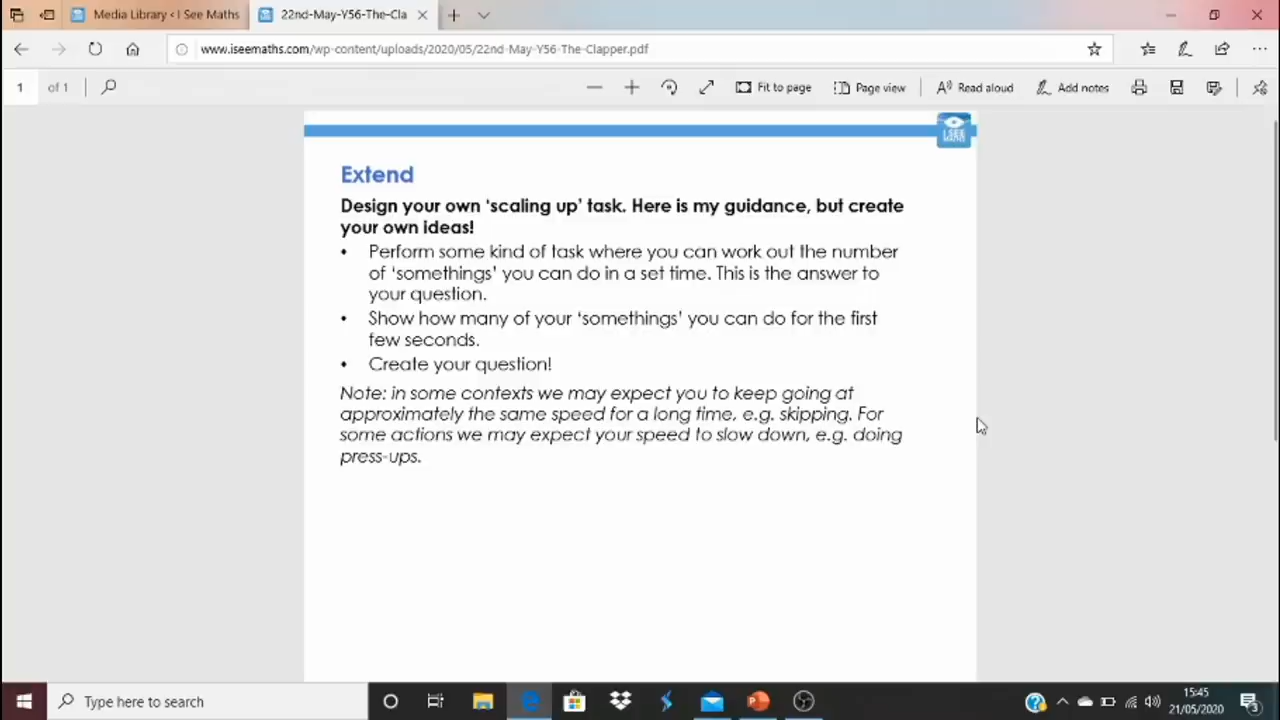 Media Library ‹ I See Maths
22nd-May-Y56-The-Cla
www.iseemaths.com/wp-content/uploads/2020/05/22nd-May-Y56-The-Clapper.pdf
1 of 1
Fit to page
Page view
Read aloud
Add notes
I SEE
MATHS
Extend
Design your own ‘scaling up’ task. Here is my guidance, but create
your own ideas!
• Perform some kind of task where you can work out the number
of ‘somethings’ you can do in a set time. This is the answer to
your question.
• Show how many of your ‘somethings’ you can do for the first
few seconds.
• Create your question!
Note: in some contexts we may expect you to keep going at
approximately the same speed for a long time, e.g. skipping. For
some actions we may expect your speed to slow down, e.g. doing
press-ups.
Type here to search
15:45
21/05/2020
3